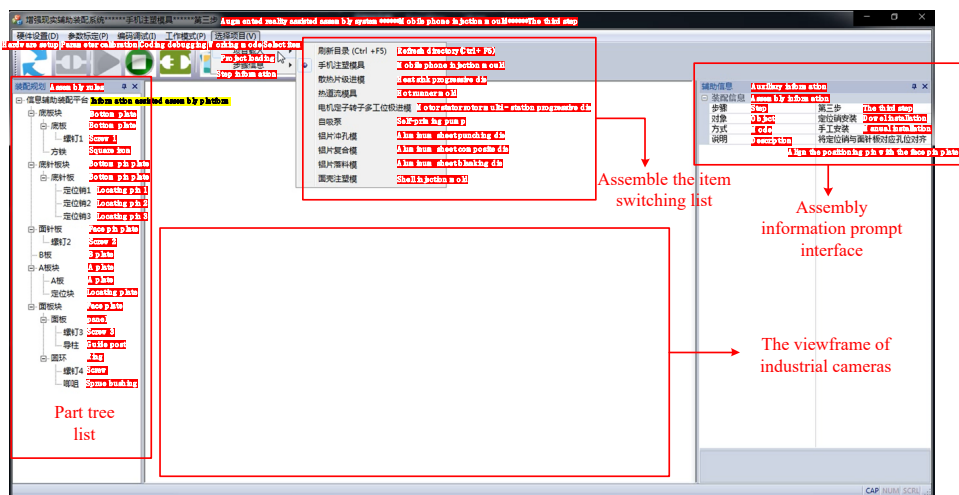 增强现实辅助装配系统******手机注塑模具******第三步 Augmented reality assisted assembly system ******Mobile phone injection mould******The third step
硬件设置(D) 参数标定(P) 编码调试(I) 工作模式(P) 选择项目(V)
Hardware setup Parameter calibration Coding debugging Working mode Select item
Project loading
步骤信息
Step information
刷新目录 (Ctrl +F5) Refresh directory (Ctrl+ F5)
手机注塑模具 Mobile phone injection mould
散热片级进模 Heat sink progressive die
热道流模具 Hot runner mold
电机定子转子多工位级进模 Motor stator rotor multi-station progressive die
自吸泵 Self-priming pump
铝片冲孔模 Aluminum sheet punching die
铝片复合模 Aluminum sheet composite die
铝片落料模 Aluminum sheet blanking die
面壳注塑模 Shell injection mold
Assemble the item
switching list
装配规划 Assembly rules
信息辅助装配平台 Information assisted assembly platform
底板块 Bottom plate
底板 Bottom plate
螺钉1 Screw 1
方铁 Square iron
底针板块 Bottom pin plate
底针板 Bottom pin plate
定位销1 Locating pin 1
定位销2 Locating pin 2
定位销3 Locating pin 3
面针板 Face pin plate
螺钉2 Screw 2
B板 B plate
A板块 A plate
A板 A plate
定位块 Locating plate
面板块 Face plate
面板 panel
螺钉3 Screw 3
导柱 Guide post
圆环 Ring
螺钉4 Screw
唧咀 Sprue bushing
Part tree
list
辅助信息 Auxiliary information
装配信息 Assembly information
步骤 Step 第三步 The third step
对象 Object 定位销安装 Dowel installation
方式 Mode 手工安装 Manual installation
说明 Description 将定位销与面针板对应孔位对齐
Align the positioning pin with the face pin plate
Assembly
information prompt
interface
The viewframe of
industrial cameras
CAP NUM SCRL